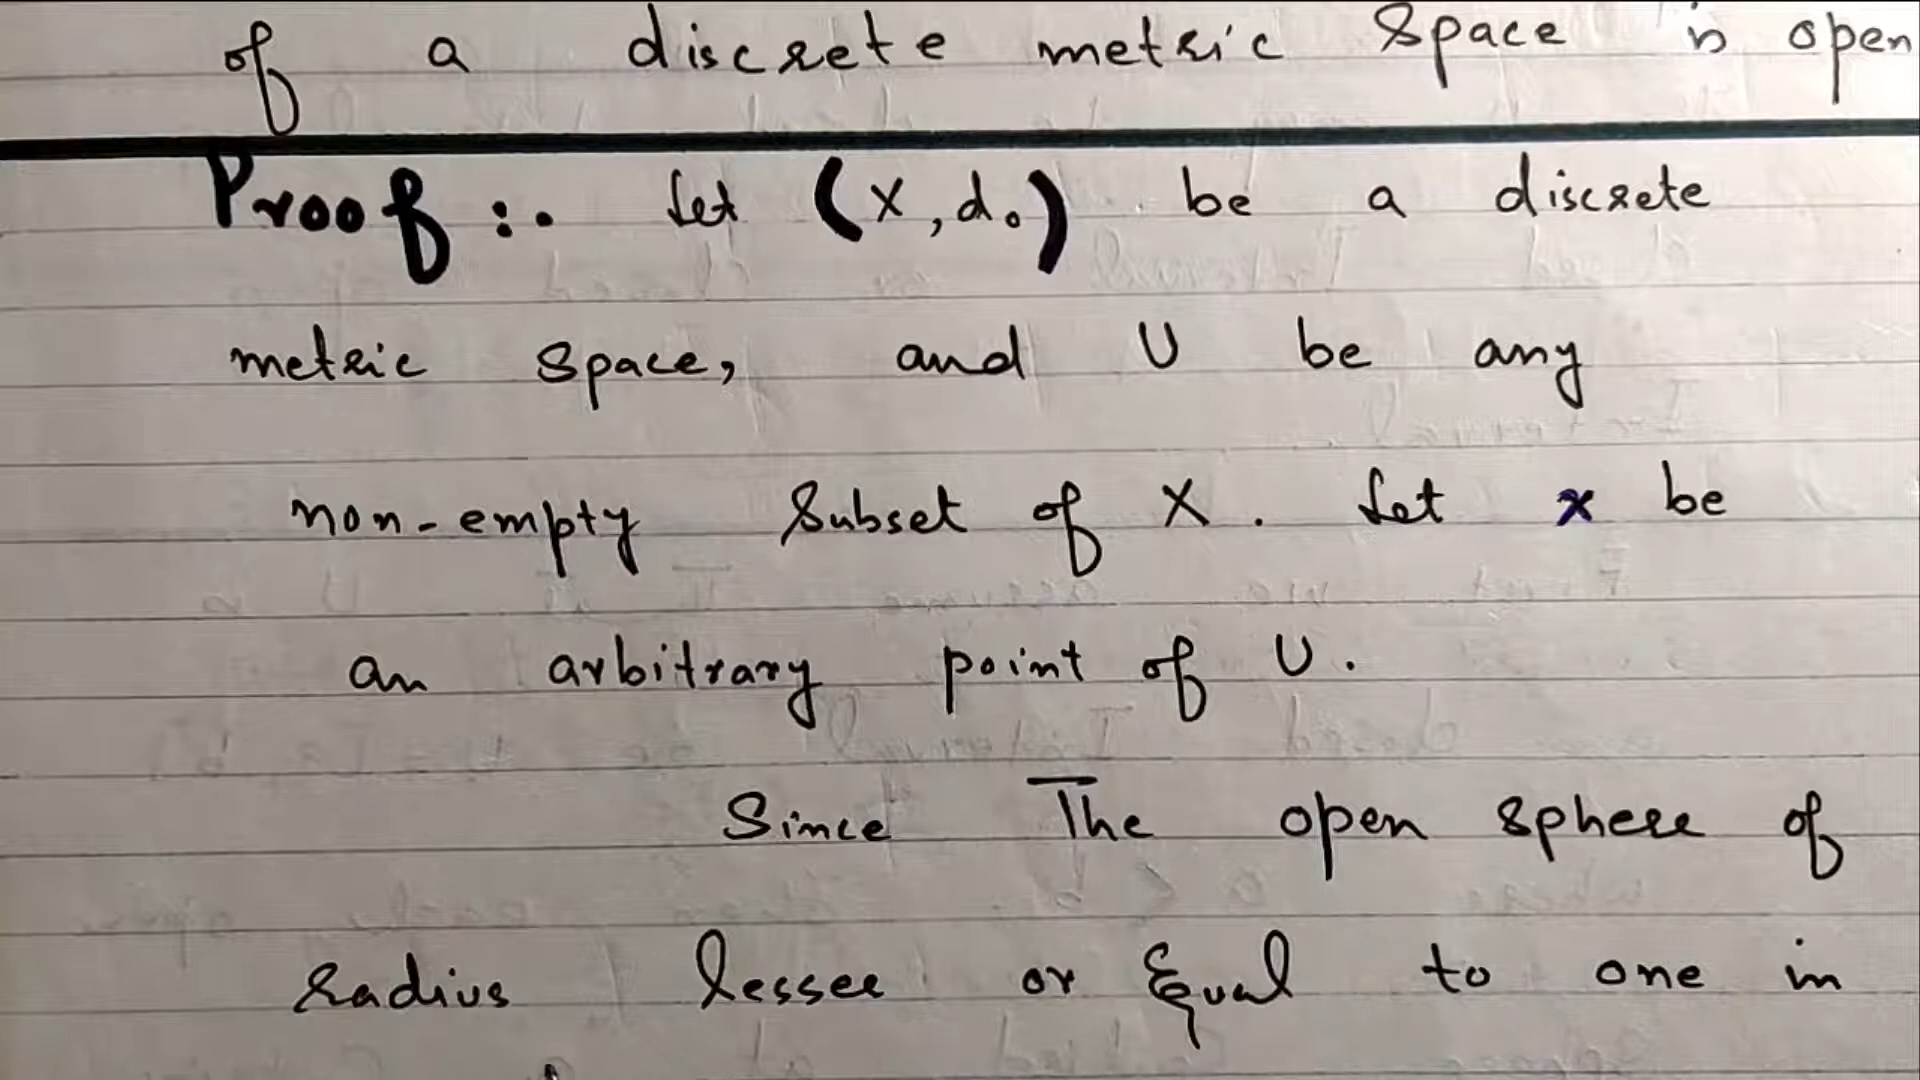 of a discrete metric space is open
Proof :. Let (X, d₀) be a discrete
metric space, and U be any
non-empty subset of X. Let x be
an arbitrary point of U.
Since The open sphere of
radius lesser or Equal to one in